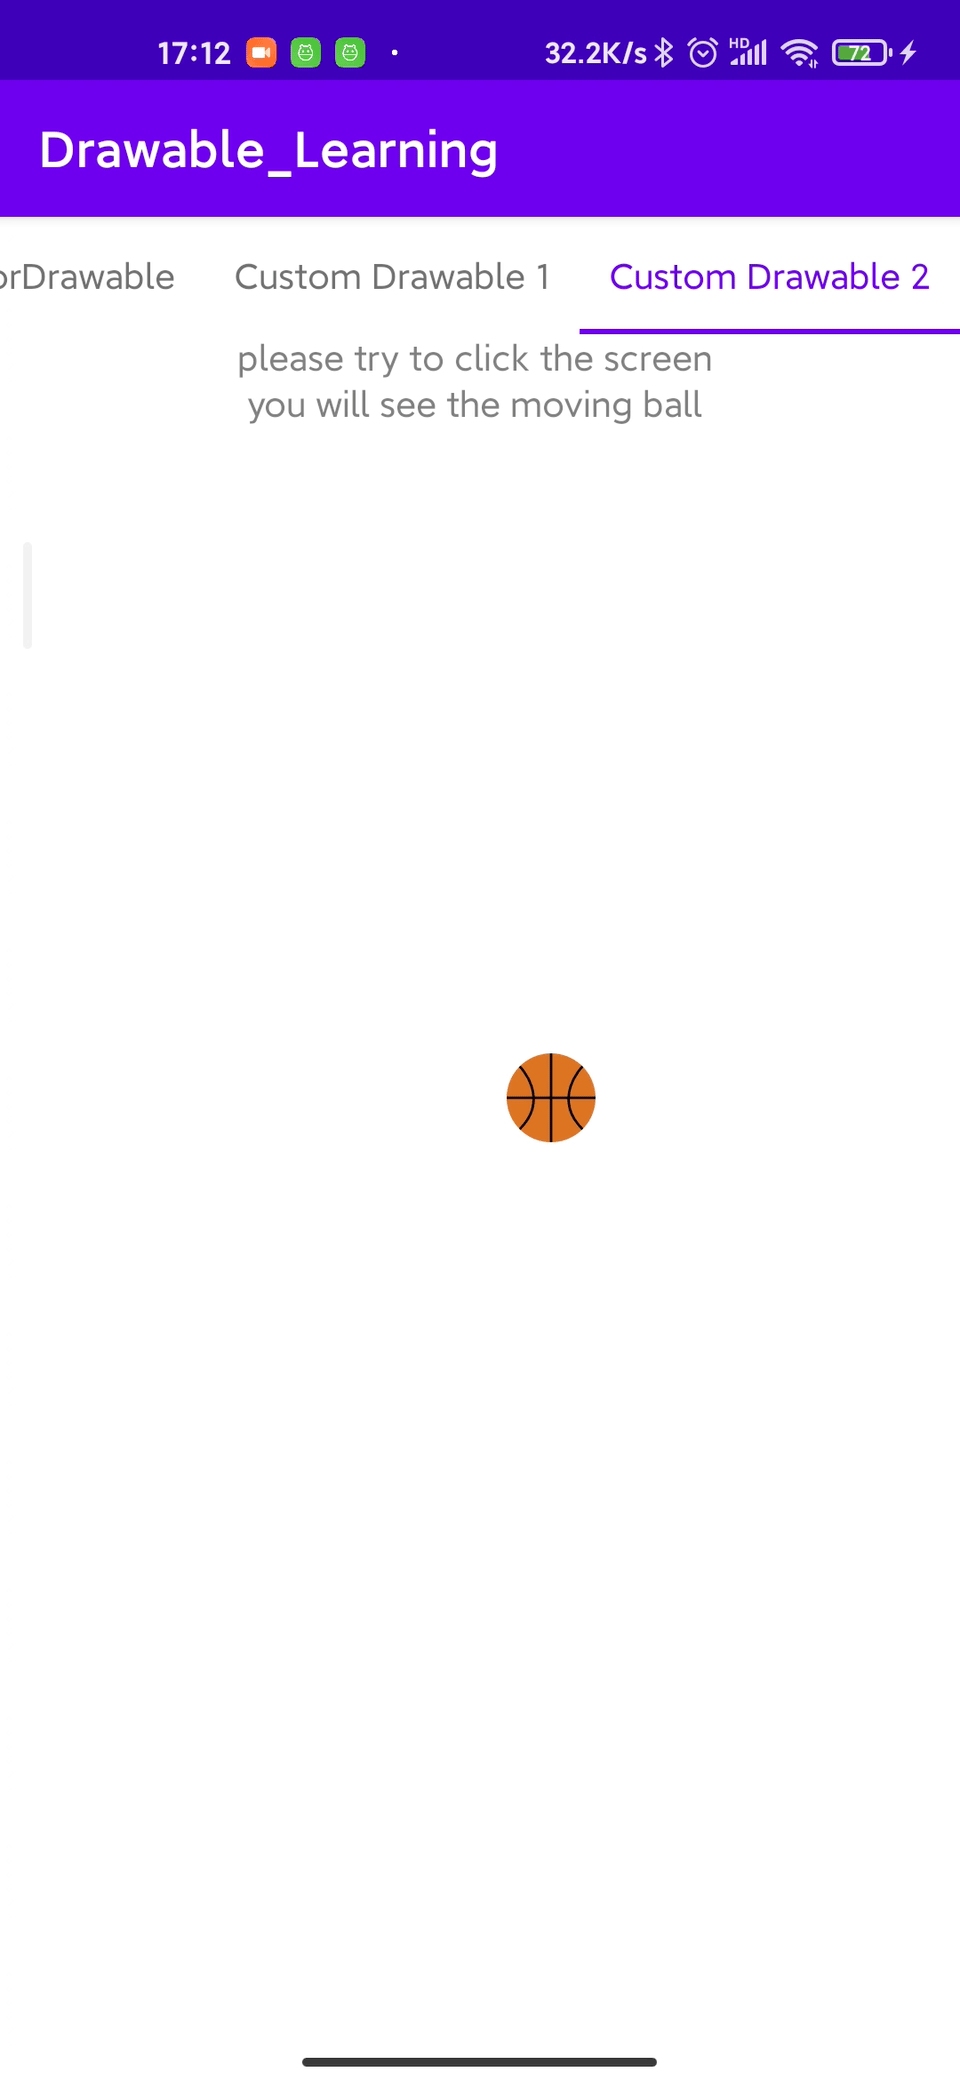 17:12 32.2K/s HD 72
Drawable_Learning
orDrawable Custom Drawable 1 Custom Drawable 2
please try to click the screen
you will see the moving ball